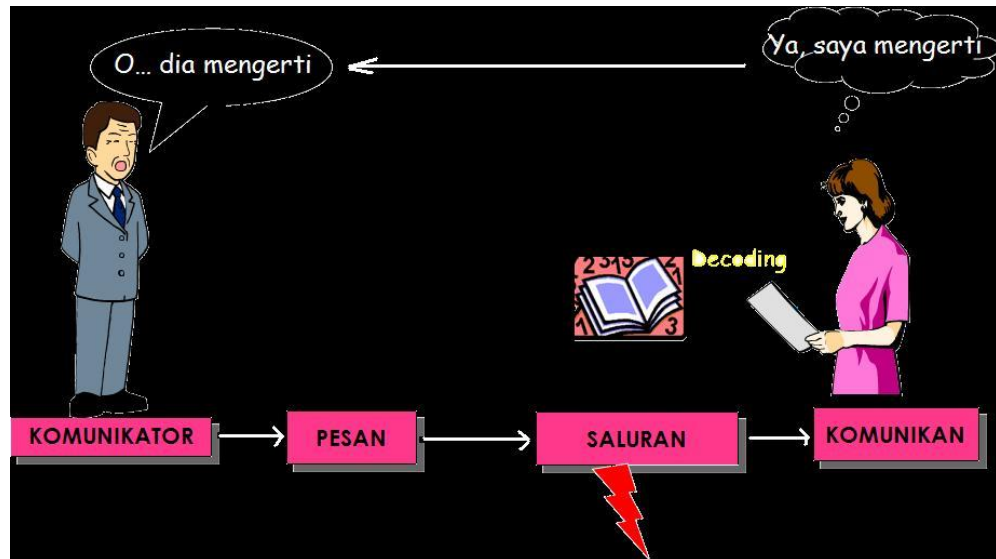 O... dia mengerti
Ya, saya mengerti
Decoding
KOMUNIKATOR
PESAN
SALURAN
KOMUNIKAN